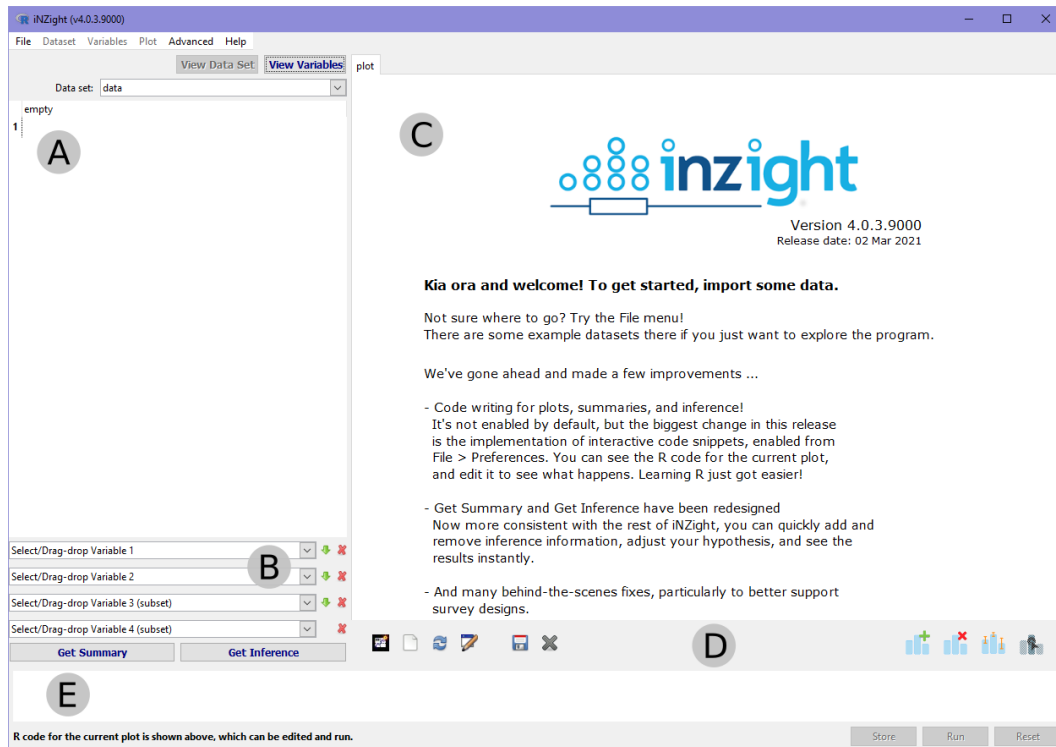 iNZight (v4.0.3.9000)
File Dataset Variables Plot Advanced Help
View Data Set View Variables
plot
Data set: data
empty
1
A
C
inzight
Version 4.0.3.9000
Release date: 02 Mar 2021
Kia ora and welcome! To get started, import some data.
Not sure where to go? Try the File menu!
There are some example datasets there if you just want to explore the program.
We've gone ahead and made a few improvements ...
- Code writing for plots, summaries, and inference!
It's not enabled by default, but the biggest change in this release
is the implementation of interactive code snippets, enabled from
File > Preferences. You can see the R code for the current plot,
and edit it to see what happens. Learning R just got easier!
- Get Summary and Get Inference have been redesigned
Now more consistent with the rest of iNZight, you can quickly add and
remove inference information, adjust your hypothesis, and see the
results instantly.
- And many behind-the-scenes fixes, particularly to better support
survey designs.
Select/Drag-drop Variable 1
B
Select/Drag-drop Variable 2
Select/Drag-drop Variable 3 (subset)
Select/Drag-drop Variable 4 (subset)
Get Summary Get Inference
D
E
R code for the current plot is shown above, which can be edited and run.
Store Run Reset